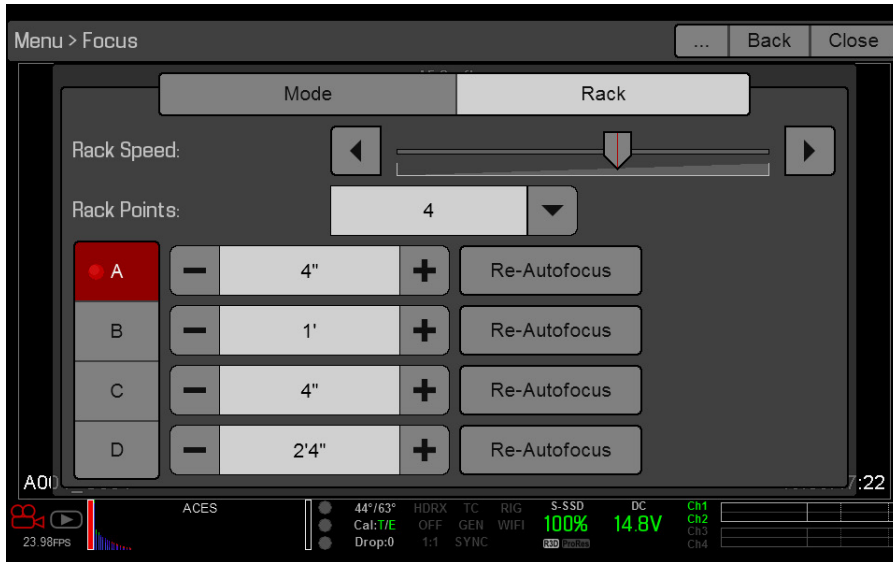 Menu > Focus ... Back Close
Mode Rack
Rack Speed:
Rack Points: 4
A − 4" + Re-Autofocus
B − 1' + Re-Autofocus
C − 4" + Re-Autofocus
D − 2'4" + Re-Autofocus
:22
ACES 44°/63° HDRX TC RIG S-SSD DC Ch1
Cal:T/E OFF GEN WIFI 100% 14.8V Ch2
23.98FPS Drop:0 1:1 SYNC R3D ProRes Ch3
Ch4